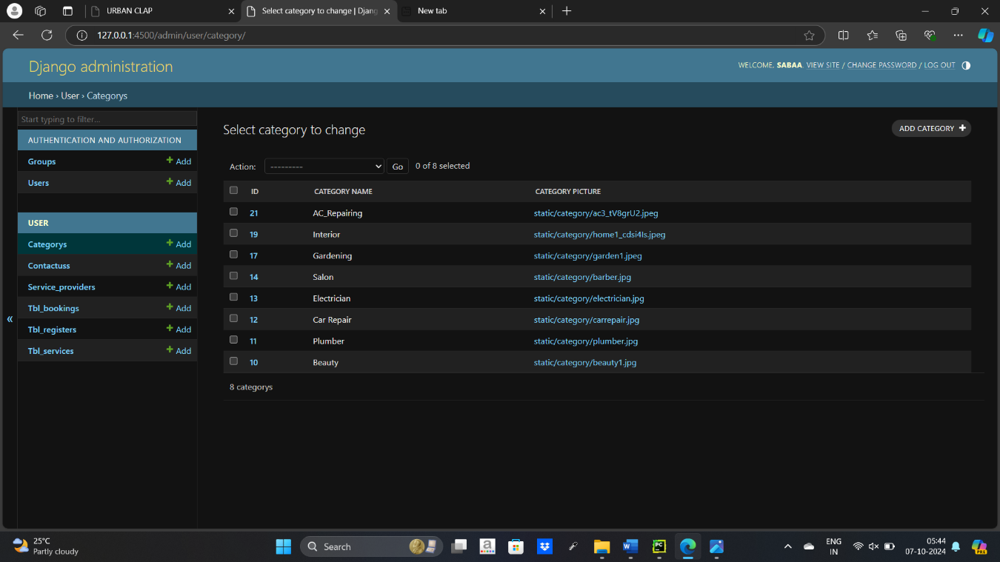 URBAN CLAP
Select category to change | Djang
New tab
127.0.0.1:4500/admin/user/category/
Django administration
WELCOME, SABAA. VIEW SITE / CHANGE PASSWORD / LOG OUT
Home › User › Categorys
Start typing to filter...
AUTHENTICATION AND AUTHORIZATION
Groups + Add
Users + Add
USER
Categorys + Add
Contactuss + Add
Service_providers + Add
Tbl_bookings + Add
Tbl_registers + Add
Tbl_services + Add
«
Select category to change
ADD CATEGORY +
Action: --------- Go 0 of 8 selected
ID CATEGORY NAME CATEGORY PICTURE
21 AC_Repairing static/category/ac3_tV8grU2.jpeg
19 Interior static/category/home1_cdsi4Is.jpeg
17 Gardening static/category/garden1.jpeg
14 Salon static/category/barber.jpg
13 Electrician static/category/electrician.jpg
12 Car Repair static/category/carrepair.jpg
11 Plumber static/category/plumber.jpg
10 Beauty static/category/beauty1.jpg
8 categorys
25°C
Partly cloudy
Search
a
W
PC
PRE
ENG
IN
05:44
07-10-2024